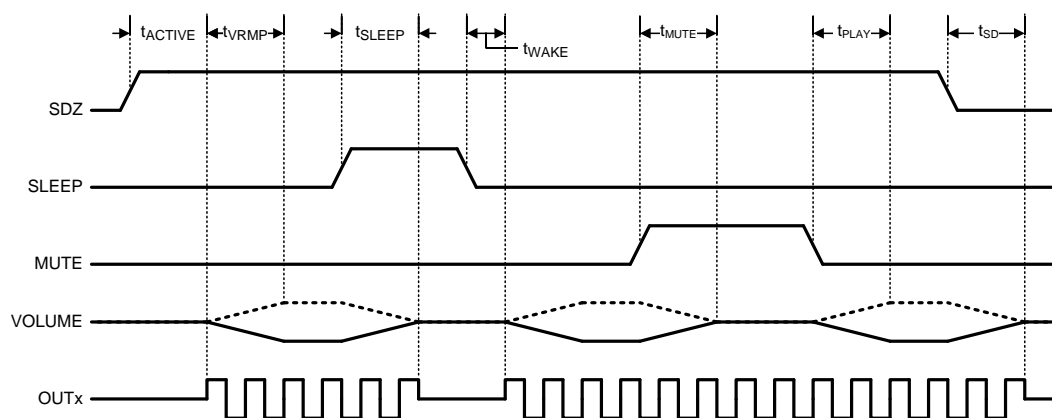 tACTIVE tVRMP tSLEEP tWAKE tMUTE tPLAY tSD
SDZ
SLEEP
MUTE
VOLUME
OUTx